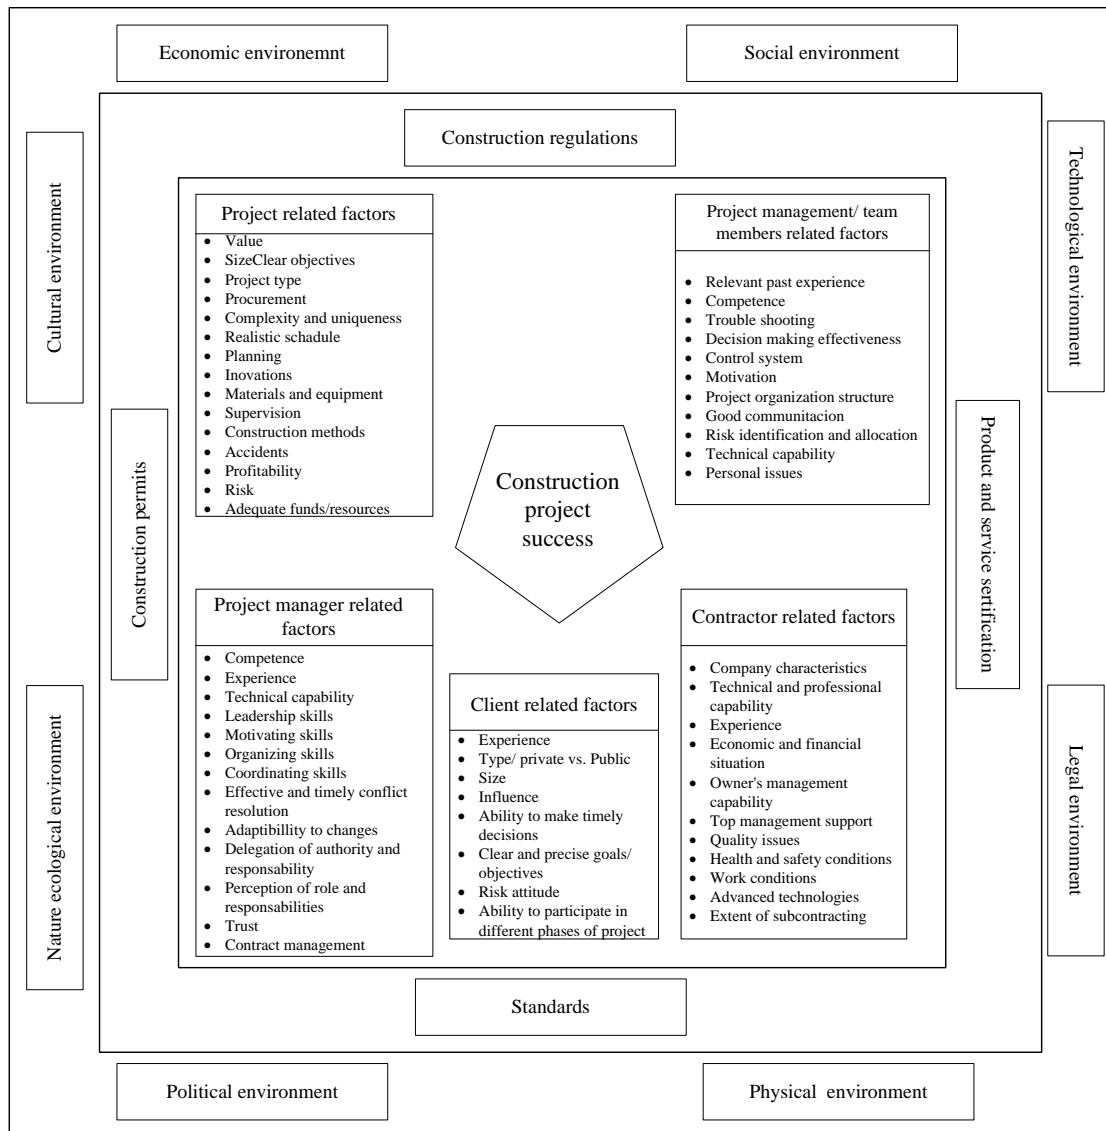 Economic environemnt
Social environment
Construction regulations
Cultural environment
Technological environment
Project related factors
• Value
• SizeClear objectives
• Project type
• Procurement
• Complexity and uniqueness
• Realistic schadule
• Planning
• Inovations
• Materials and equipment
• Supervision
• Construction methods
• Accidents
• Profitability
• Risk
• Adequate funds/resources
Project management/ team
members related factors
• Relevant past experience
• Competence
• Trouble shooting
• Decision making effectiveness
• Control system
• Motivation
• Project organization structure
• Good communitacion
• Risk identification and allocation
• Technical capability
• Personal issues
Construction permits
Construction
project
success
Product and service sertification
Project manager related
factors
• Competence
• Experience
• Technical capability
• Leadership skills
• Motivating skills
• Organizing skills
• Coordinating skills
• Effective and timely conflict
resolution
• Adaptibillity to changes
• Delegation of authority and
responsability
• Perception of role and
responsabilities
• Trust
• Contract management
Client related factors
• Experience
• Type/ private vs. Public
• Size
• Influence
• Ability to make timely
decisions
• Clear and precise goals/
objectives
• Risk attitude
• Ability to participate in
different phases of project
Contractor related factors
• Company characteristics
• Technical and professional
capability
• Experience
• Economic and financial
situation
• Owner's management
capability
• Top management support
• Quality issues
• Health and safety conditions
• Work conditions
• Advanced technologies
• Extent of subcontracting
Nature ecological environment
Legal environment
Standards
Political environment
Physical environment